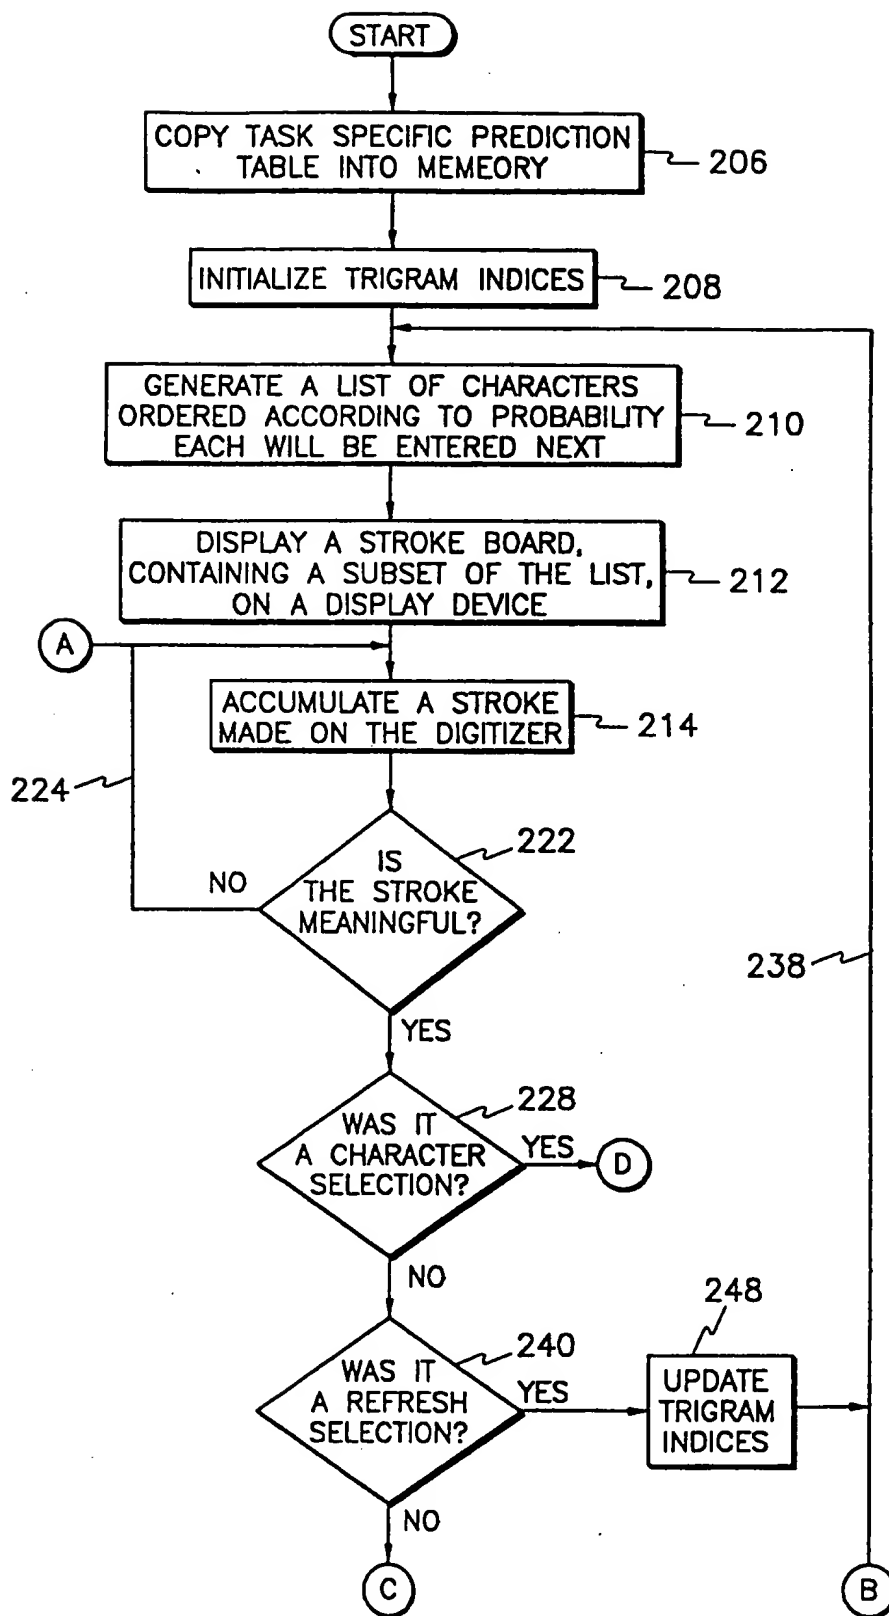 START
COPY TASK SPECIFIC PREDICTION
TABLE INTO MEMEORY
206
INITIALIZE TRIGRAM INDICES
208
GENERATE A LIST OF CHARACTERS
ORDERED ACCORDING TO PROBABILITY
EACH WILL BE ENTERED NEXT
210
DISPLAY A STROKE BOARD,
CONTAINING A SUBSET OF THE LIST,
ON A DISPLAY DEVICE
212
A
ACCUMULATE A STROKE
MADE ON THE DIGITIZER
214
224
222
IS
THE STROKE
MEANINGFUL?
NO
238
YES
228
WAS IT
A CHARACTER
SELECTION?
YES
D
NO
248
240
WAS IT
A REFRESH
SELECTION?
YES
UPDATE
TRIGRAM
INDICES
NO
C
B